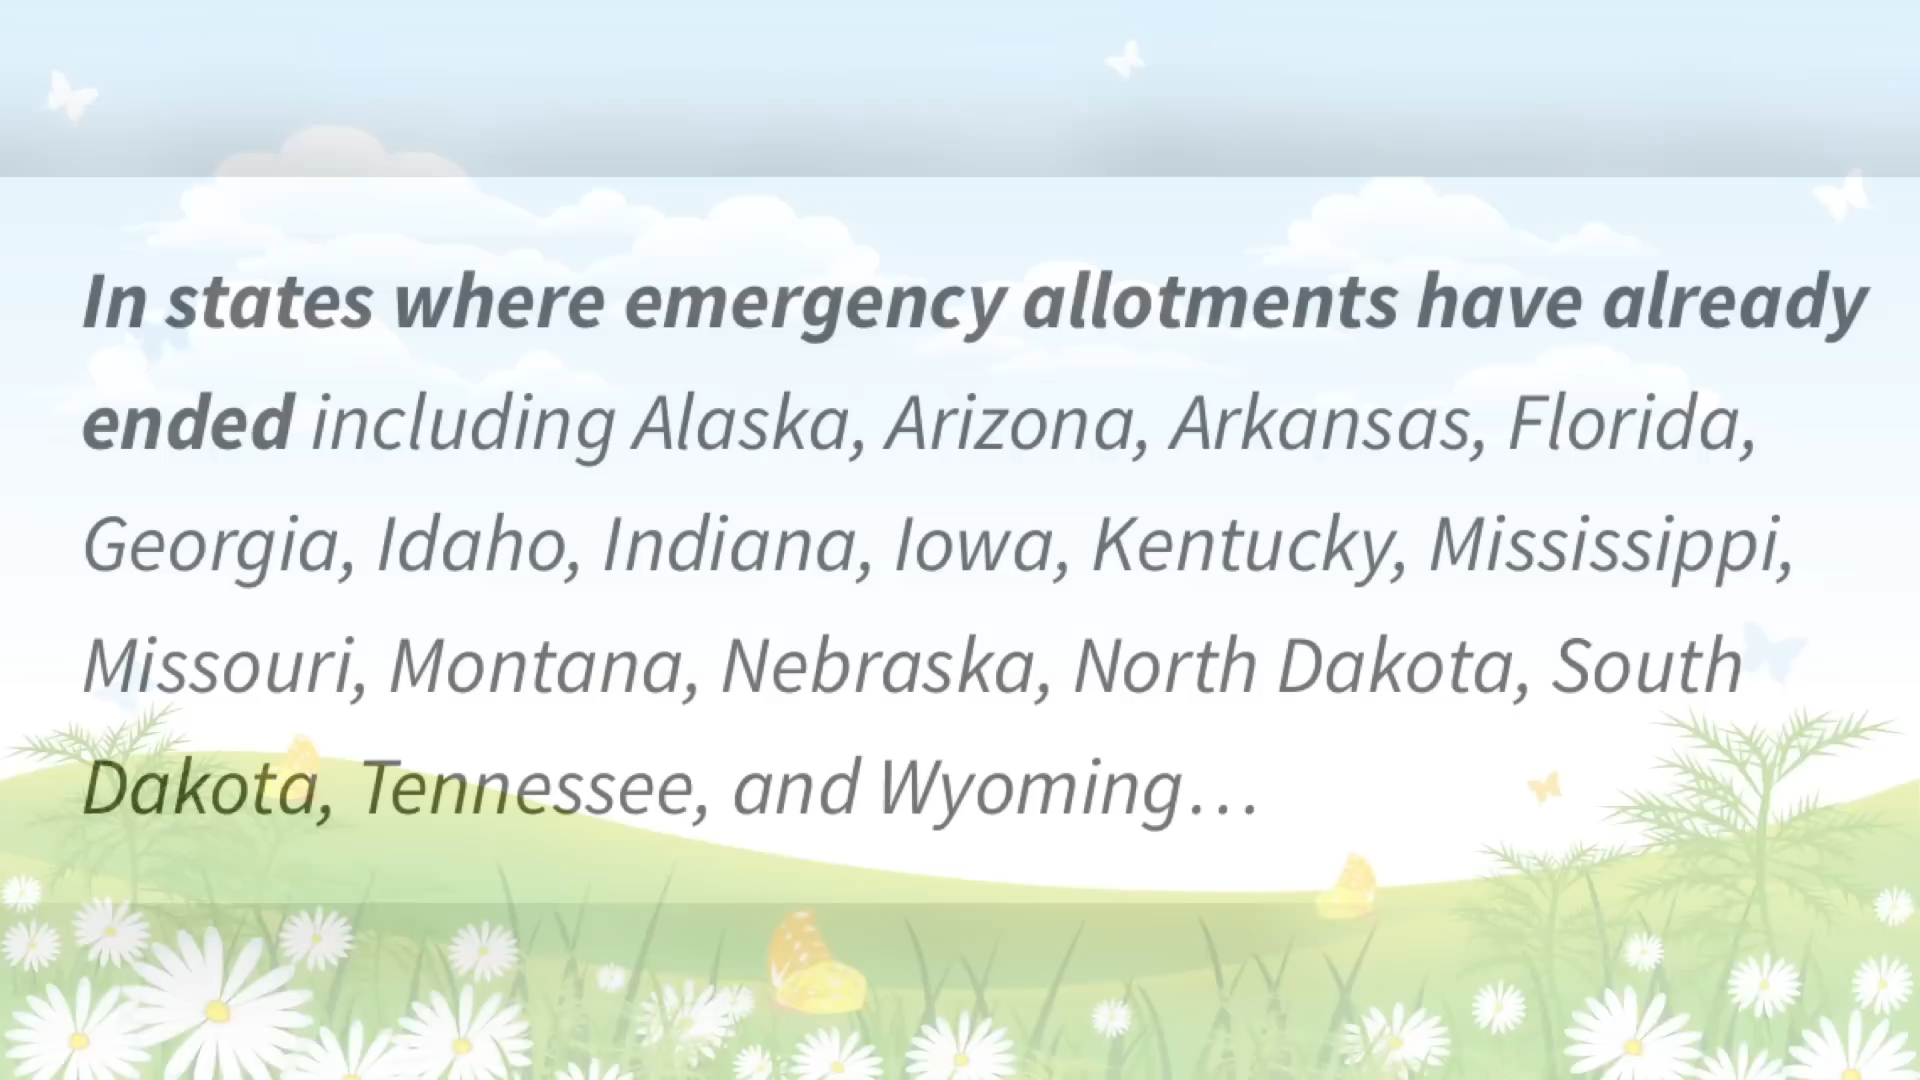 In states where emergency allotments have already
ended including Alaska, Arizona, Arkansas, Florida,
Georgia, Idaho, Indiana, Iowa, Kentucky, Mississippi,
Missouri, Montana, Nebraska, North Dakota, South
Dakota, Tennessee, and Wyoming…